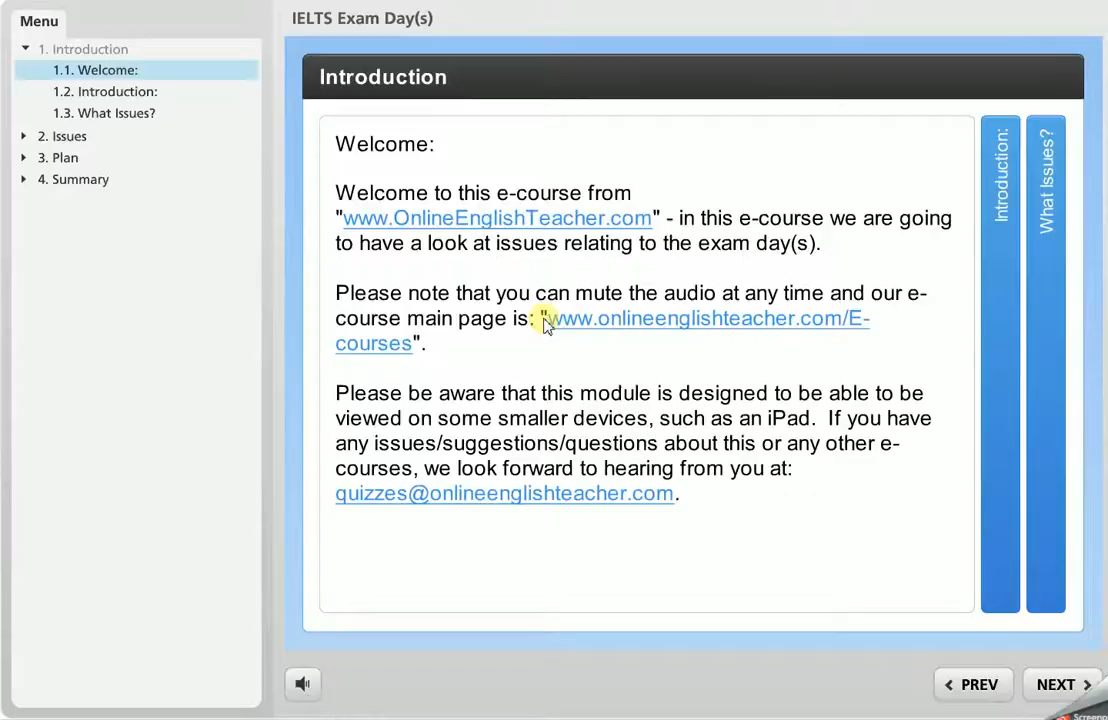 Menu
1. Introduction
1.1. Welcome:
1.2. Introduction:
1.3. What Issues?
2. Issues
3. Plan
4. Summary
IELTS Exam Day(s)
Introduction
Welcome:
Welcome to this e-course from
"www.OnlineEnglishTeacher.com" - in this e-course we are going
to have a look at issues relating to the exam day(s).
Please note that you can mute the audio at any time and our e-
course main page is: "www.onlineenglishteacher.com/E-
courses".
Please be aware that this module is designed to be able to be
viewed on some smaller devices, such as an iPad.  If you have
any issues/suggestions/questions about this or any other e-
courses, we look forward to hearing from you at:
quizzes@onlineenglishteacher.com.
Introduction:
What Issues?
PREV
NEXT